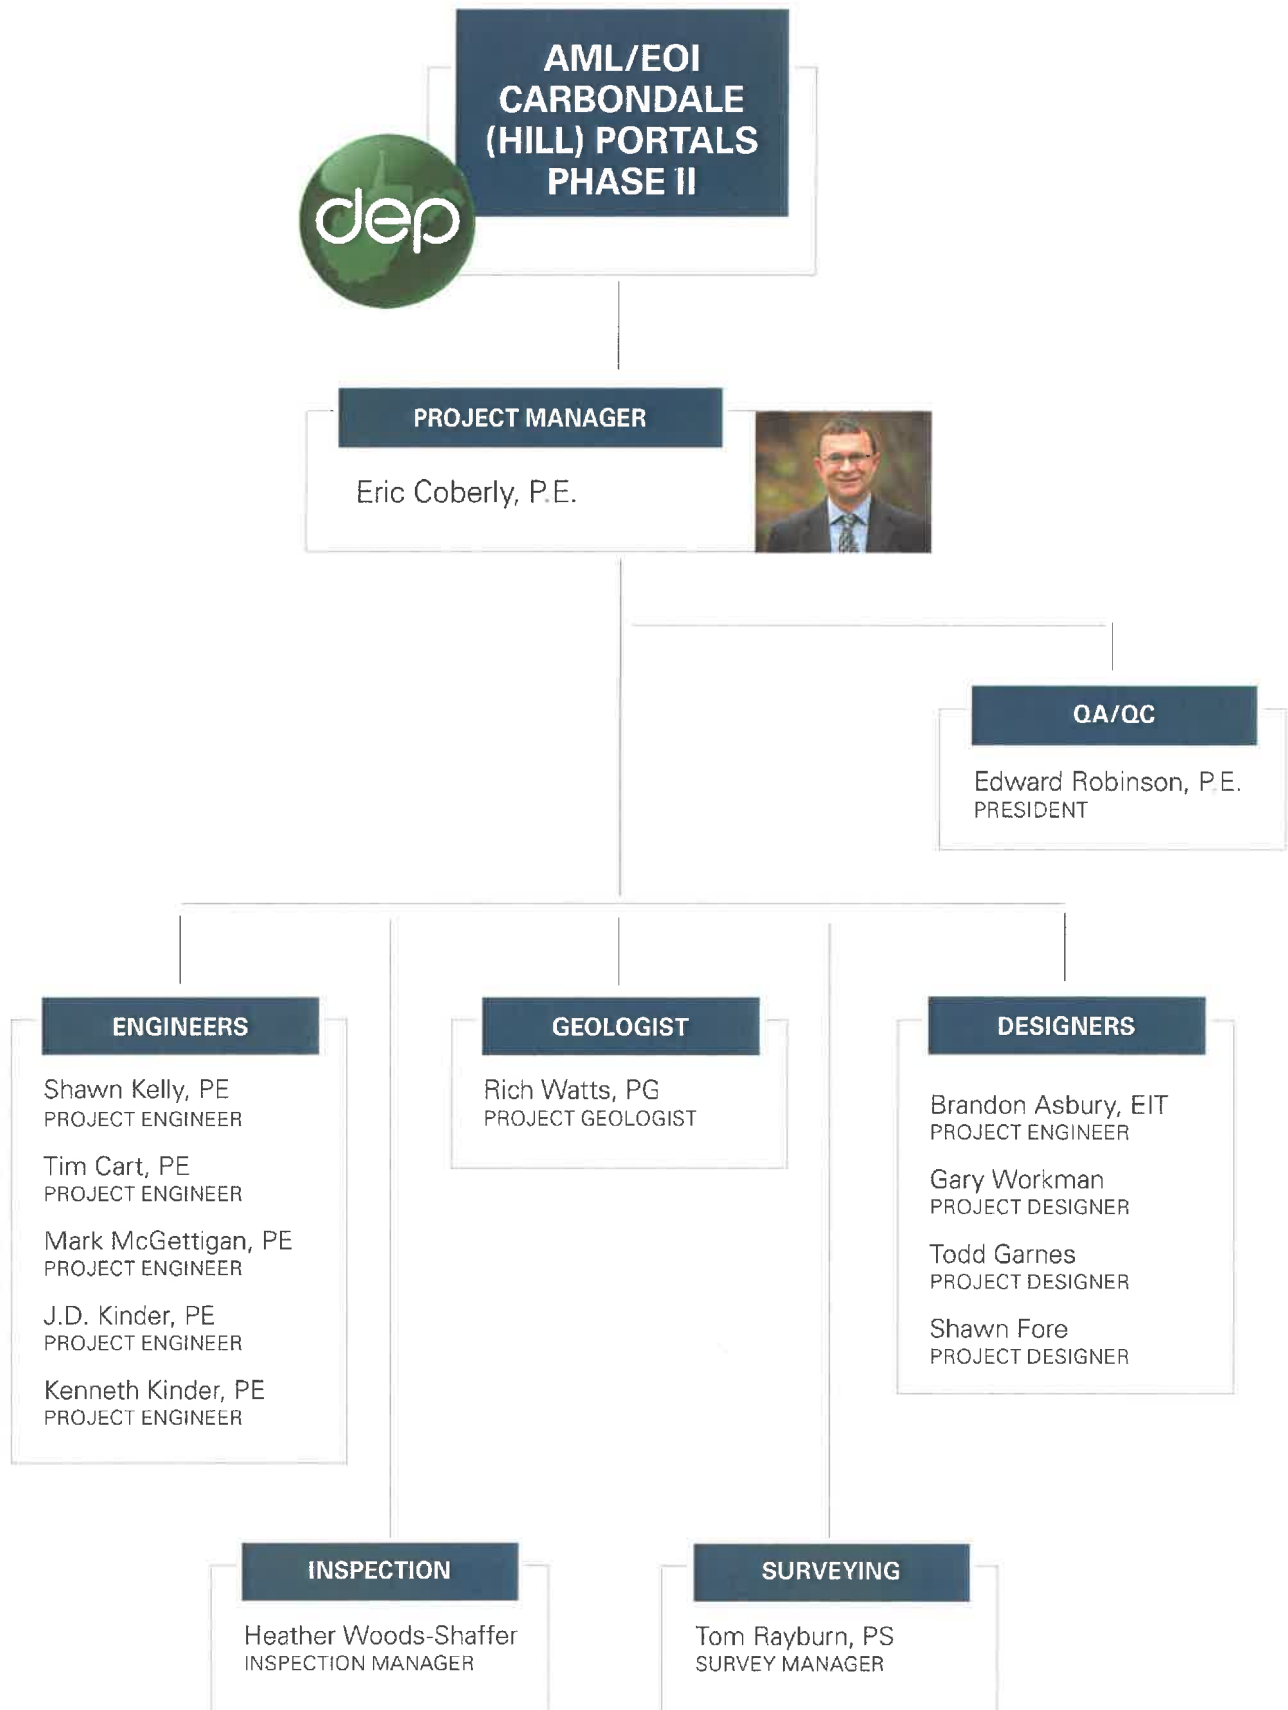 AML/EOI
CARBONDALE
(HILL) PORTALS
PHASE II
dep
PROJECT MANAGER
Eric Coberly, P.E.
QA/QC
Edward Robinson, P.E.
PRESIDENT
ENGINEERS
Shawn Kelly, PE
PROJECT ENGINEER
Tim Cart, PE
PROJECT ENGINEER
Mark McGettigan, PE
PROJECT ENGINEER
J.D. Kinder, PE
PROJECT ENGINEER
Kenneth Kinder, PE
PROJECT ENGINEER
GEOLOGIST
Rich Watts, PG
PROJECT GEOLOGIST
DESIGNERS
Brandon Asbury, EIT
PROJECT ENGINEER
Gary Workman
PROJECT DESIGNER
Todd Garnes
PROJECT DESIGNER
Shawn Fore
PROJECT DESIGNER
INSPECTION
Heather Woods-Shaffer
INSPECTION MANAGER
SURVEYING
Tom Rayburn, PS
SURVEY MANAGER